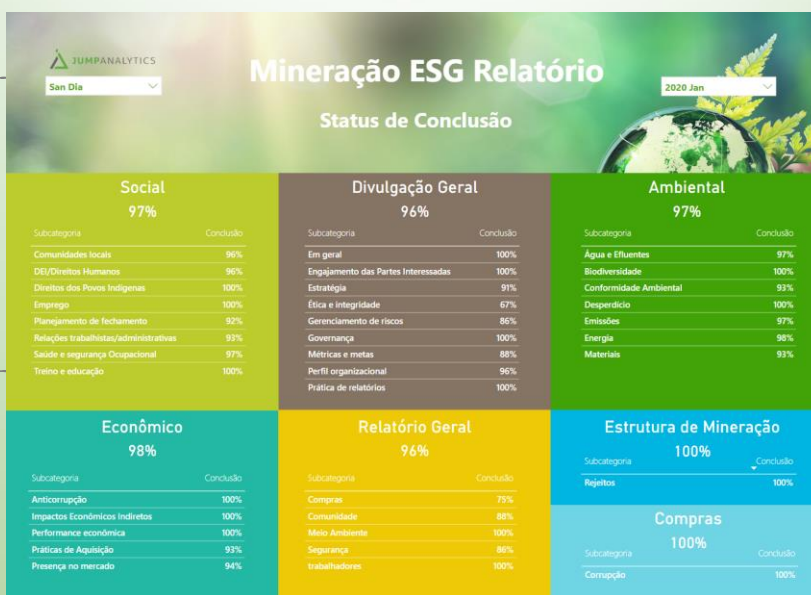 JUMPANALYTICS
San Dia
Mineração ESG Relatório
Status de Conclusão
2020 Jan
Social
97%
Subcategoria Conclusão
Comunidades locais 96%
DEI/Direitos Humanos 96%
Direitos dos Povos Indígenas 100%
Emprego 100%
Planejamento de fechamento 92%
Relações trabalhistas/administrativas 93%
Saúde e segurança Ocupacional 97%
Treino e educação 100%
Divulgação Geral
96%
Subcategoria Conclusão
Em geral 100%
Engajamento das Partes Interessadas 100%
Estratégia 91%
Ética e integridade 67%
Gerenciamento de riscos 86%
Governança 100%
Métricas e metas 88%
Perfil organizacional 96%
Prática de relatórios 100%
Ambiental
97%
Subcategoria Conclusão
Água e Efluentes 97%
Biodiversidade 100%
Conformidade Ambiental 93%
Desperdício 100%
Emissões 97%
Energia 98%
Materiais 93%
Econômico
98%
Subcategoria Conclusão
Anticorrupção 100%
Impactos Econômicos Indiretos 100%
Performance econômica 100%
Práticas de Aquisição 93%
Presença no mercado 94%
Relatório Geral
96%
Subcategoria Conclusão
Compras 75%
Comunidade 88%
Meio Ambiente 100%
Segurança 86%
trabalhadores 100%
Estrutura de Mineração
100%
Subcategoria Conclusão
Rejeitos 100%
Compras
100%
Subcategoria Conclusão
Corrupção 100%